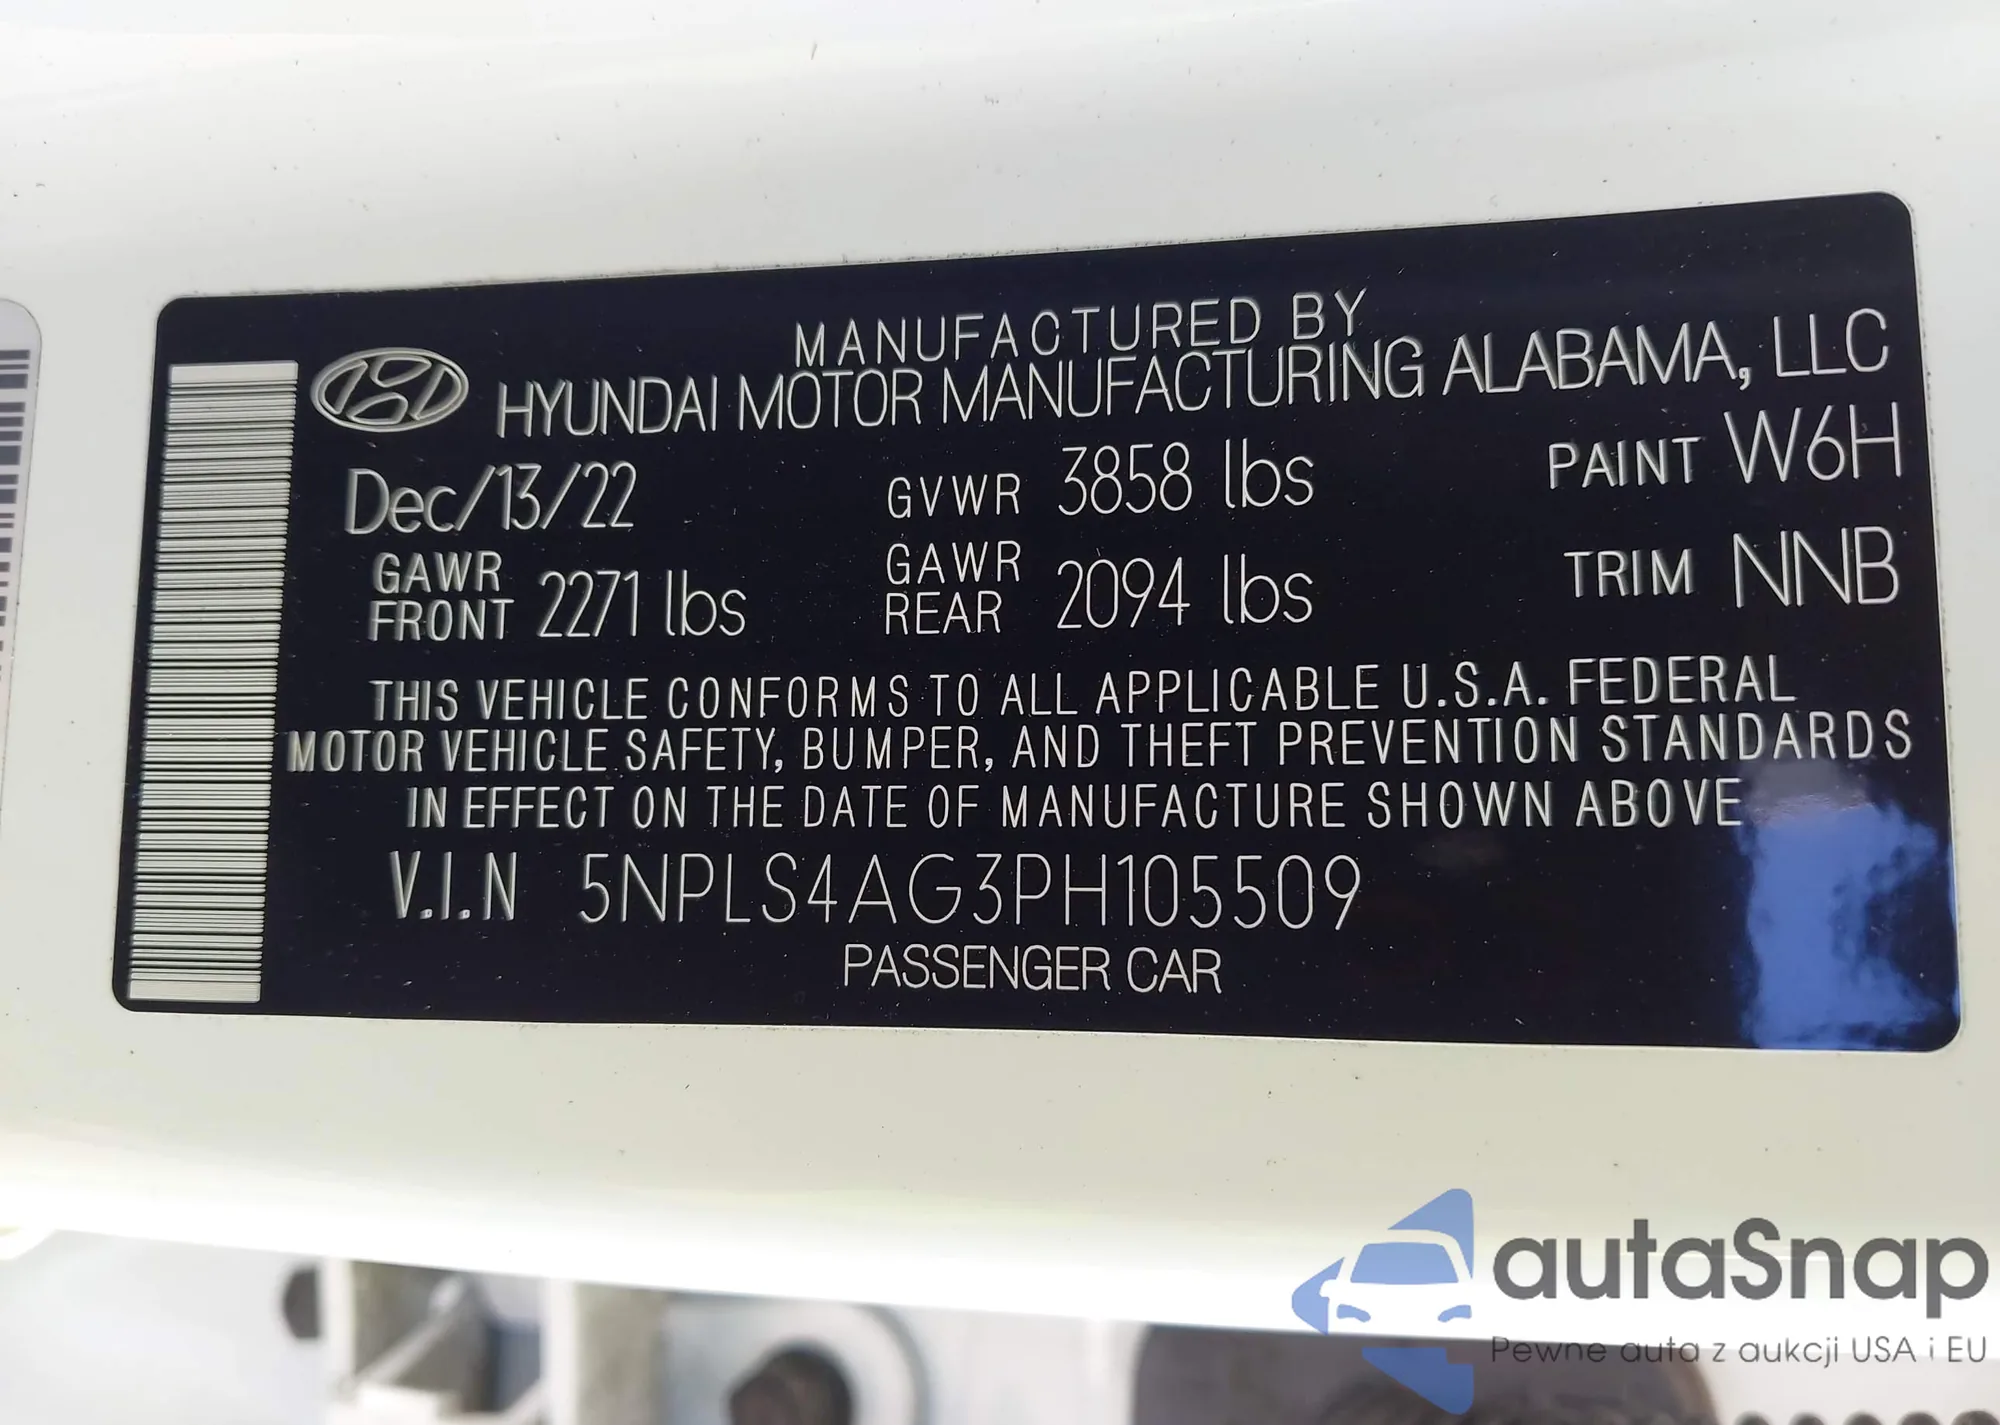 MANUFACTURED BY
HYUNDAI MOTOR MANUFACTURING ALABAMA, LLC
Dec/13/22 GVWR 3858 lbs PAINT W6H
GAWR FRONT 2271 lbs GAWR REAR 2094 lbs TRIM NNB
THIS VEHICLE CONFORMS TO ALL APPLICABLE U.S.A. FEDERAL
MOTOR VEHICLE SAFETY, BUMPER, AND THEFT PREVENTION STANDARDS
IN EFFECT ON THE DATE OF MANUFACTURE SHOWN ABOVE
V.I.N 5NPLS4AG3PH105509
PASSENGER CAR
autaSnap
Pewne auta z aukcji USA i EU